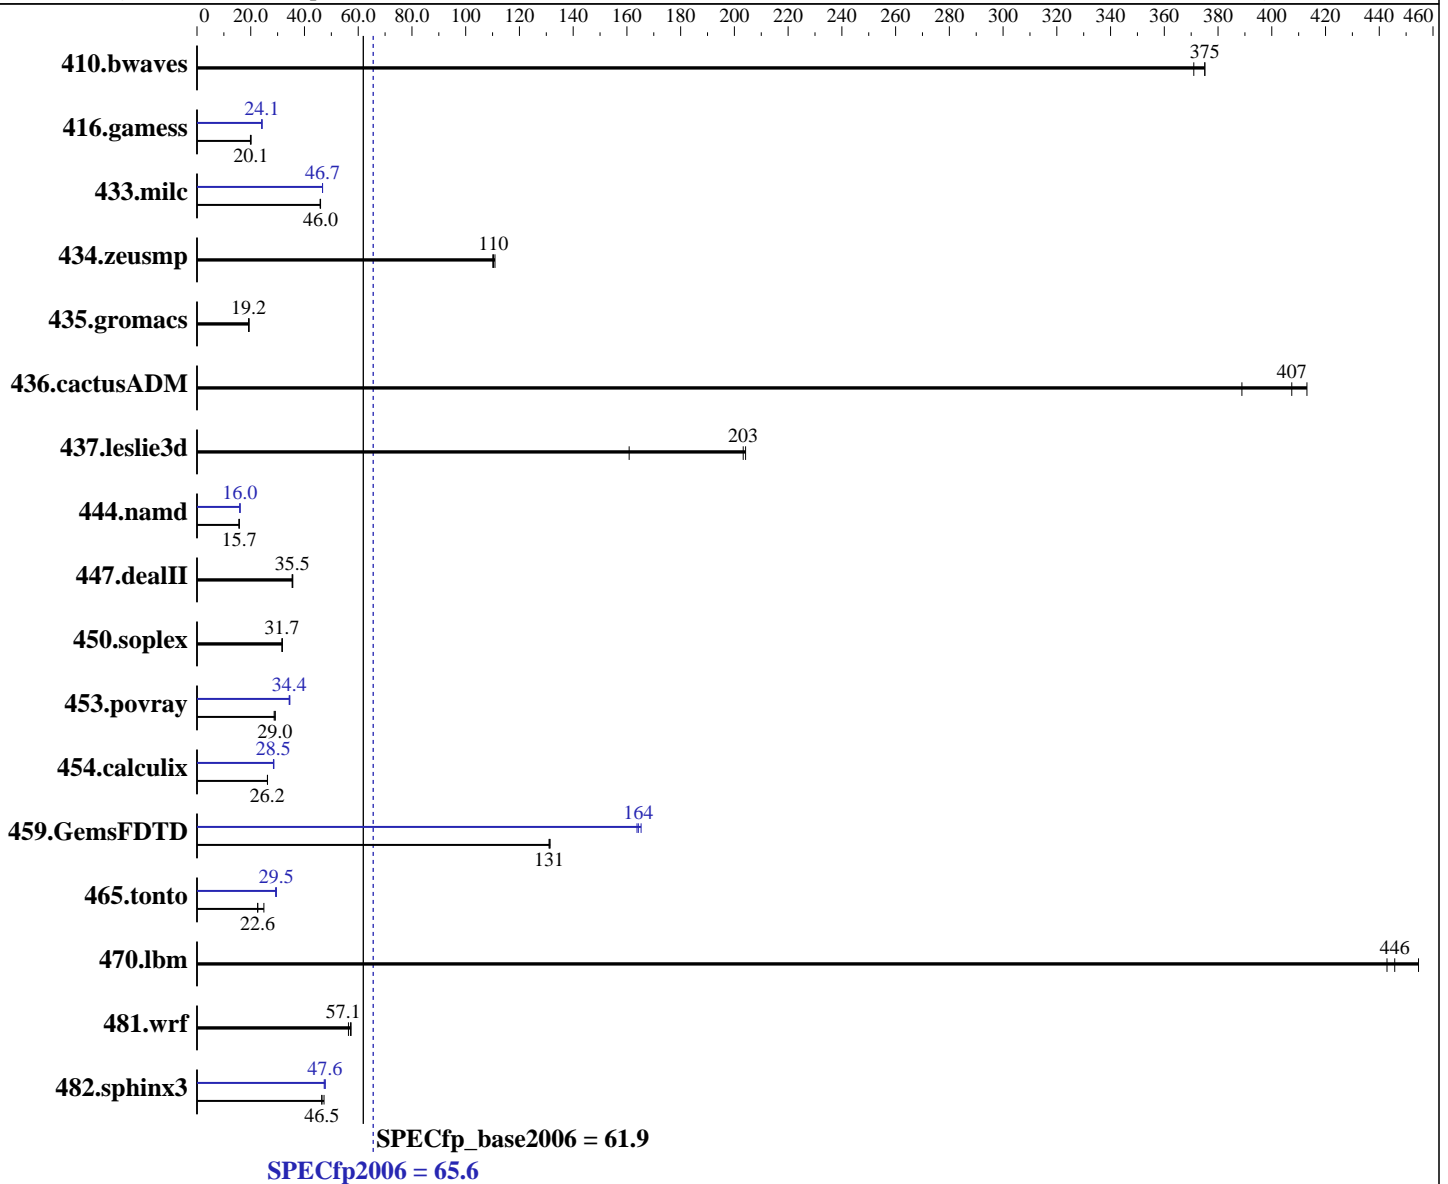 0 20.0 40.0 60.0 80.0 100 120 140 160 180 200 220 240 260 280 300 320 340 360 380 400 420 440 460
410.bwaves 375
24.1
416.gamess
20.1
46.7
433.milc
46.0
434.zeusmp 110
435.gromacs 19.2
436.cactusADM 407
437.leslie3d 203
16.0
444.namd
15.7
447.dealII 35.5
450.soplex 31.7
34.4
453.povray
29.0
28.5
454.calculix
26.2
164
459.GemsFDTD
131
29.5
465.tonto
22.6
470.lbm 446
481.wrf 57.1
47.6
482.sphinx3
46.5
SPECfp_base2006 = 61.9
SPECfp2006 = 65.6